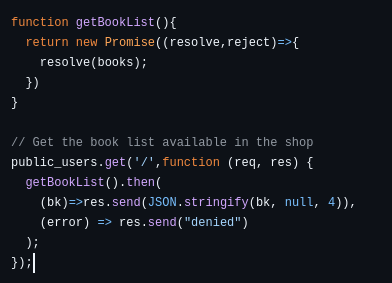 function getBookList(){
  return new Promise((resolve,reject)=>{
    resolve(books);
  })
}

// Get the book list available in the shop
public_users.get('/',function (req, res) {
  getBookList().then(
    (bk)=>res.send(JSON.stringify(bk, null, 4)),
    (error) => res.send("denied")
  );
});